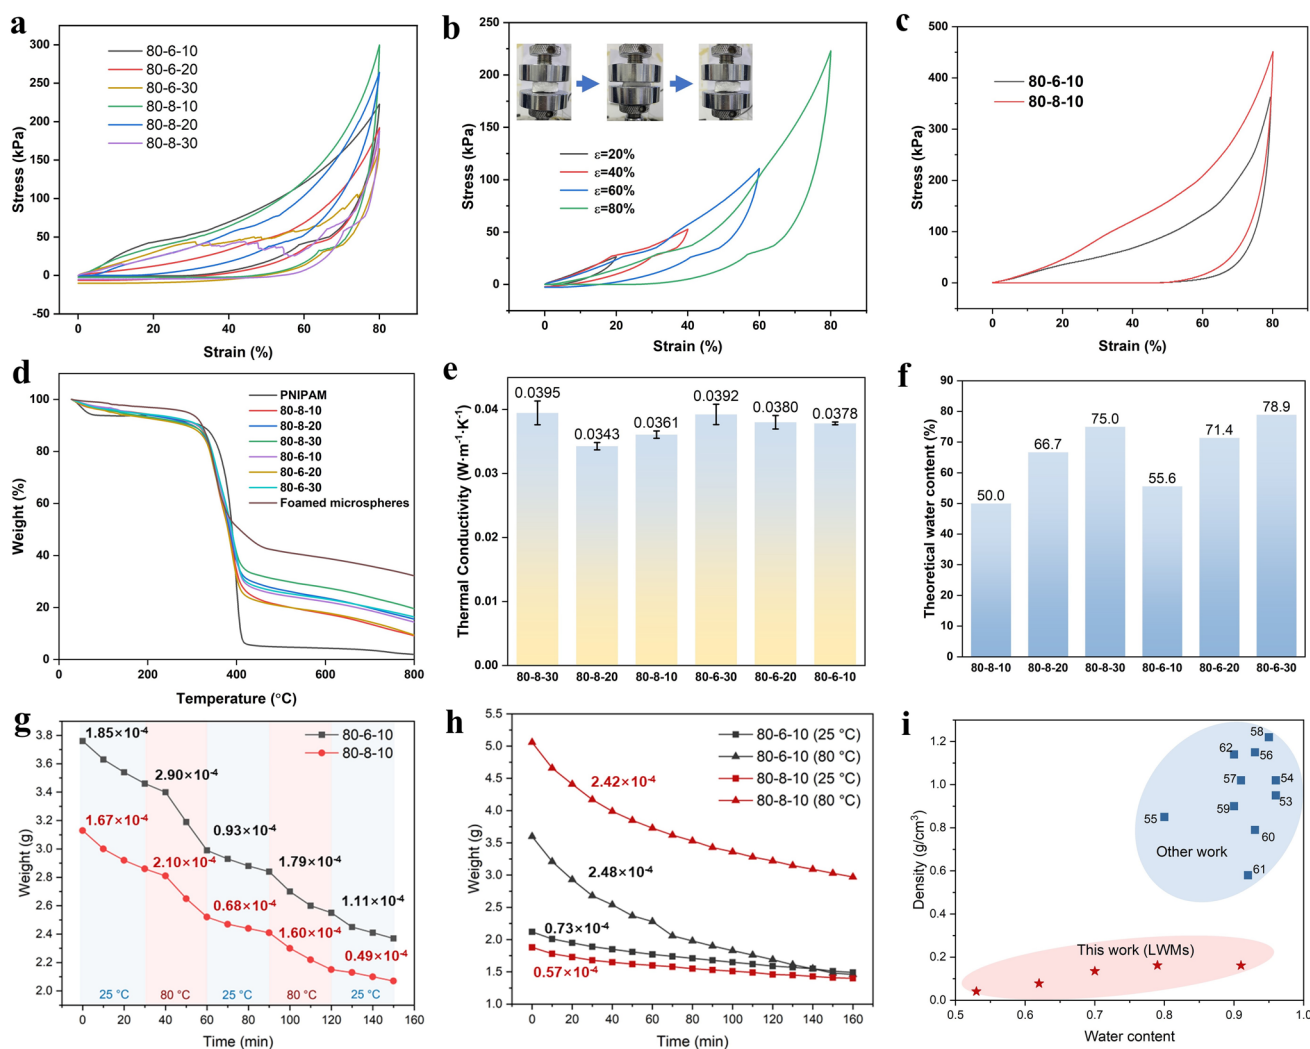 a
80-6-10
80-6-20
80-6-30
80-8-10
80-8-20
80-8-30
Stress (kPa)
300
250
200
150
100
50
0
-50
0 20 40 60 80
Strain (%)
b
ε=20%
ε=40%
ε=60%
ε=80%
Stress (kPa)
250
225
200
175
150
125
100
75
50
25
0
-25
0 20 40 60 80
Strain (%)
c
80-6-10
80-8-10
Stress (kPa)
500
450
400
350
300
250
200
150
100
50
0
-50
0 20 40 60 80
Strain (%)
d
PNIPAM
80-8-10
80-8-20
80-8-30
80-6-10
80-6-20
80-6-30
Foamed microspheres
Weight (%)
100
80
60
40
20
0
0 200 400 600 800
Temperature (°C)
e
0.0395 0.0343 0.0361 0.0392 0.0380 0.0378
Thermal Conductivity (W·m⁻¹·K⁻¹)
0.04
0.03
0.02
0.01
0.00
80-8-30 80-8-20 80-8-10 80-6-30 80-6-20 80-6-10
f
50.0 66.7 75.0 55.6 71.4 78.9
Theoretical water content (%)
90
80
70
60
50
40
30
20
10
0
80-8-10 80-8-20 80-8-30 80-6-10 80-6-20 80-6-30
g
80-6-10
80-8-10
1.85×10⁻⁴
2.90×10⁻⁴
0.93×10⁻⁴
1.79×10⁻⁴
1.11×10⁻⁴
1.67×10⁻⁴
2.10×10⁻⁴
0.68×10⁻⁴
1.60×10⁻⁴
0.49×10⁻⁴
25 °C 80 °C 25 °C 80 °C 25 °C
Weight (g)
3.8
3.6
3.4
3.2
3.0
2.8
2.6
2.4
2.2
2.0
0 20 40 60 80 100 120 140 160
Time (min)
h
80-6-10 (25 °C)
80-6-10 (80 °C)
80-8-10 (25 °C)
80-8-10 (80 °C)
2.42×10⁻⁴
2.48×10⁻⁴
0.73×10⁻⁴
0.57×10⁻⁴
Weight (g)
5.5
5.0
4.5
4.0
3.5
3.0
2.5
2.0
1.5
1.0
0 20 40 60 80 100 120 140 160
Time (min)
i
58
62 56
57 54
53
59
55
60
61
Other work
This work (LWMs)
Density (g/cm³)
1.2
1.0
0.8
0.6
0.4
0.2
0.0
0.5 0.6 0.7 0.8 0.9 1.0
Water content